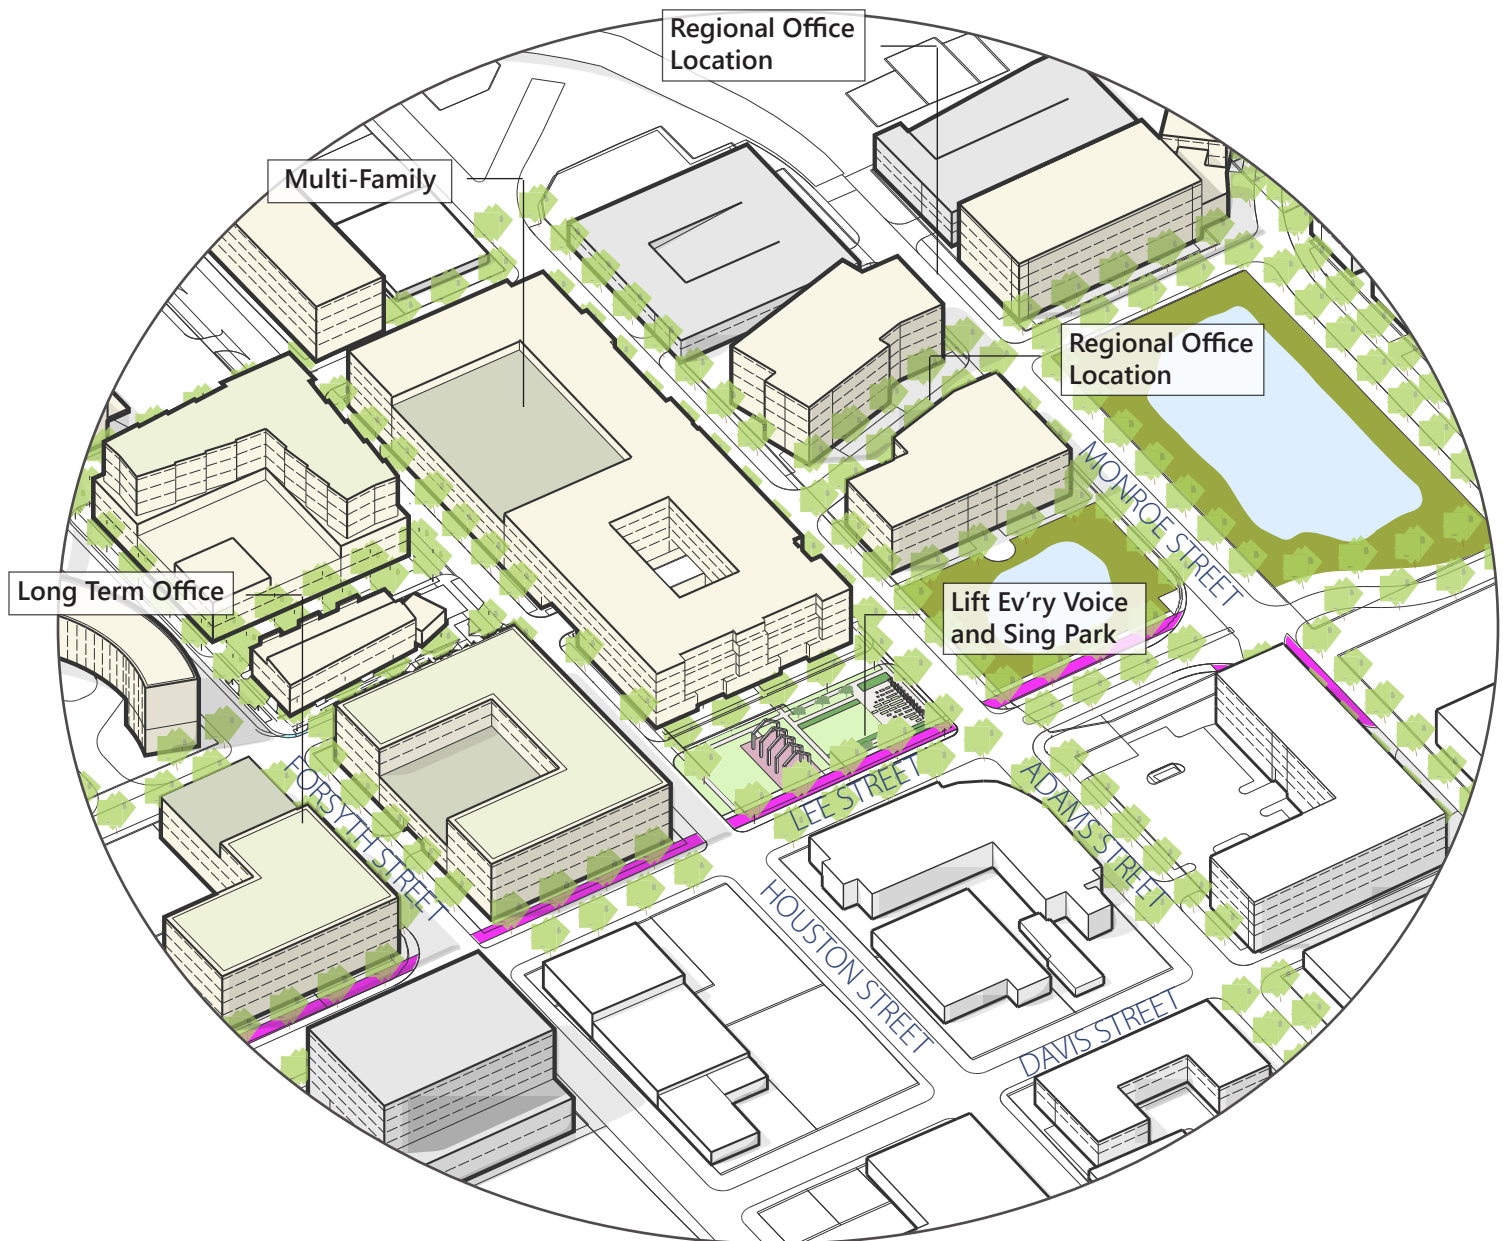 Regional Office
Location
Multi-Family
Regional Office
Location
MONROE STREET
Long Term Office
Lift Ev’ry Voice
and Sing Park
LEE STREET
ADAMS STREET
FORSYTH STREET
HOUSTON STREET
DAVIS STREET